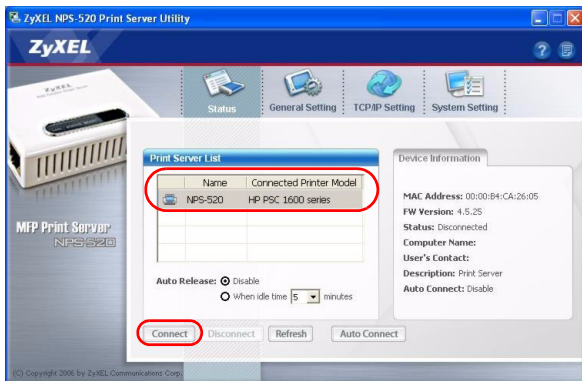 ZyXEL NPS-520 Print Server Utility
ZyXEL
Status
General Setting
TCP/IP Setting
System Setting
ZyXEL
MFP Print Server
NPS-520
Print Server List
Name Connected Printer Model
NPS-520 HP PSC 1600 series
Auto Release: Disable
When idle time 5 minutes
Connect Disconnect Refresh Auto Connect
Device Information
MAC Address: 00:00:B4:CA:26:05
FW Version: 4.5.25
Status: Disconnected
Computer Name:
User's Contact:
Description: Print Server
Auto Connect: Disable
(C) Copyright 2006 by ZyXEL Communications Corp.